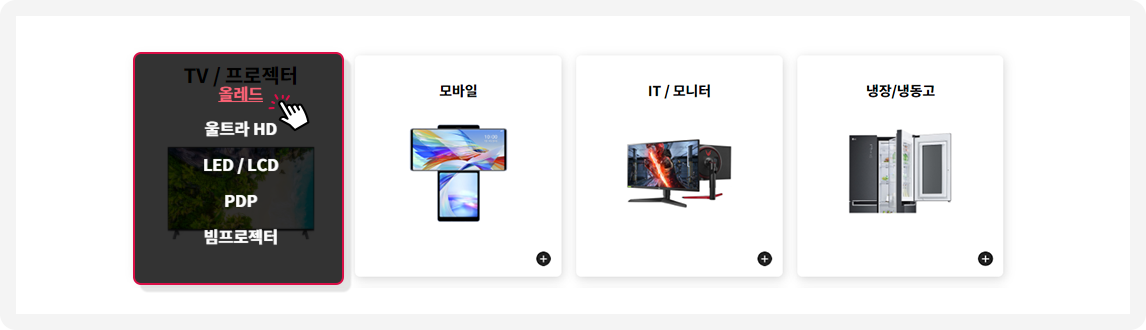 TV / 프로젝터
올레드
울트라 HD
LED / LCD
PDP
빔프로젝터
모바일
IT / 모니터
냉장/냉동고